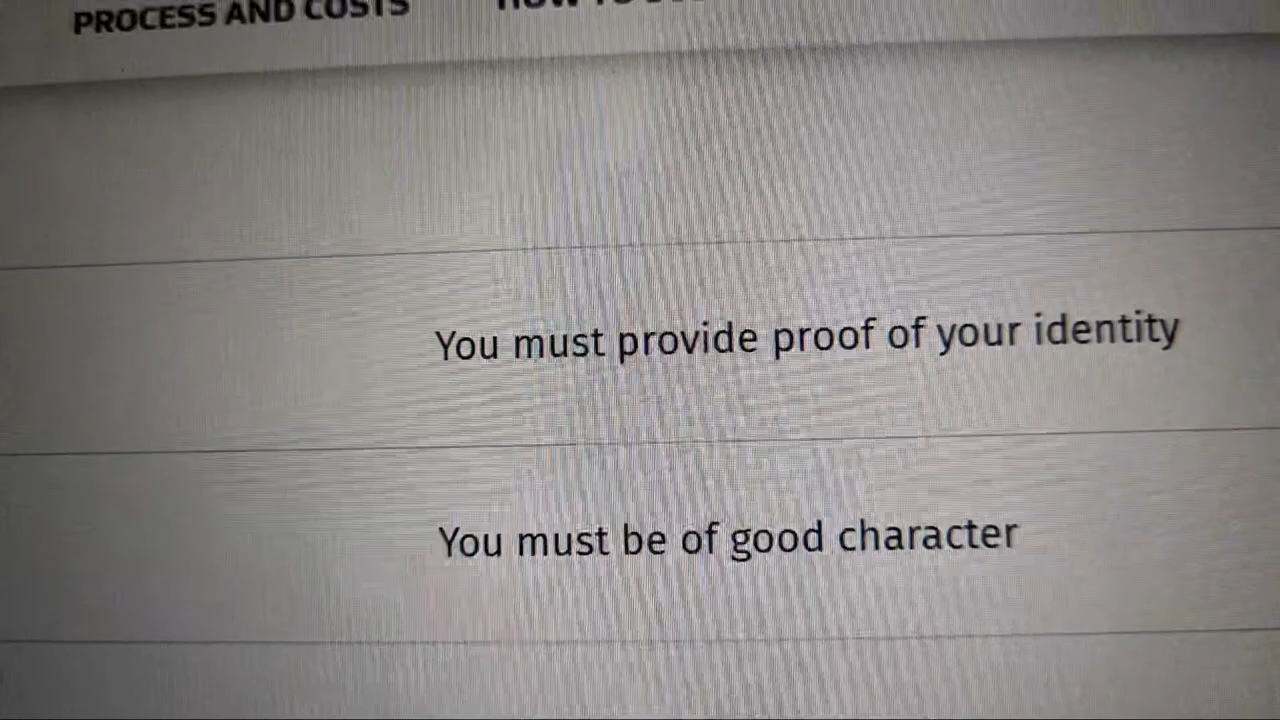 PROCESS AND COSTS
You must provide proof of your identity
You must be of good character